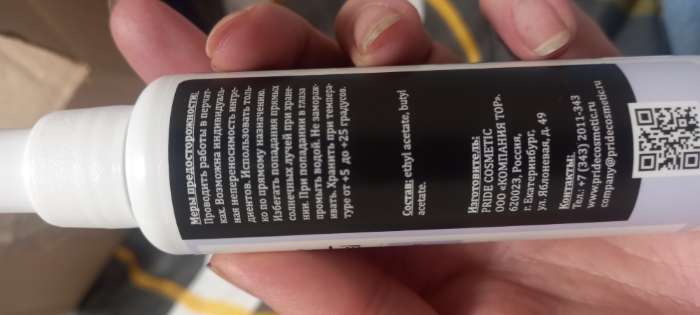 Меры предосторожности:
Проводить работы в перчат-
ках. Возможна индивидуаль-
ная непереносимость ингре-
диентов. Использовать толь-
ко по прямому назначению.
Избегать попадания прямых
солнечных лучей при хране-
нии. При попадании в глаза
промыть водой. Не заморажи-
вать. Хранить при темпера-
туре от +5 до +25 градусов.
Состав: ethyl acetate, butyl
acetate.
Изготовитель:
PRIDE COSMETIC
ООО «КОМПАНИЯ ТОР».
620023, Россия,
г. Екатеринбург,
ул. Яблоневая, д. 49
Контакты:
Тел: +7 (343) 2011-343
www.pridecosmetic.ru
company@pridecosmetic.ru